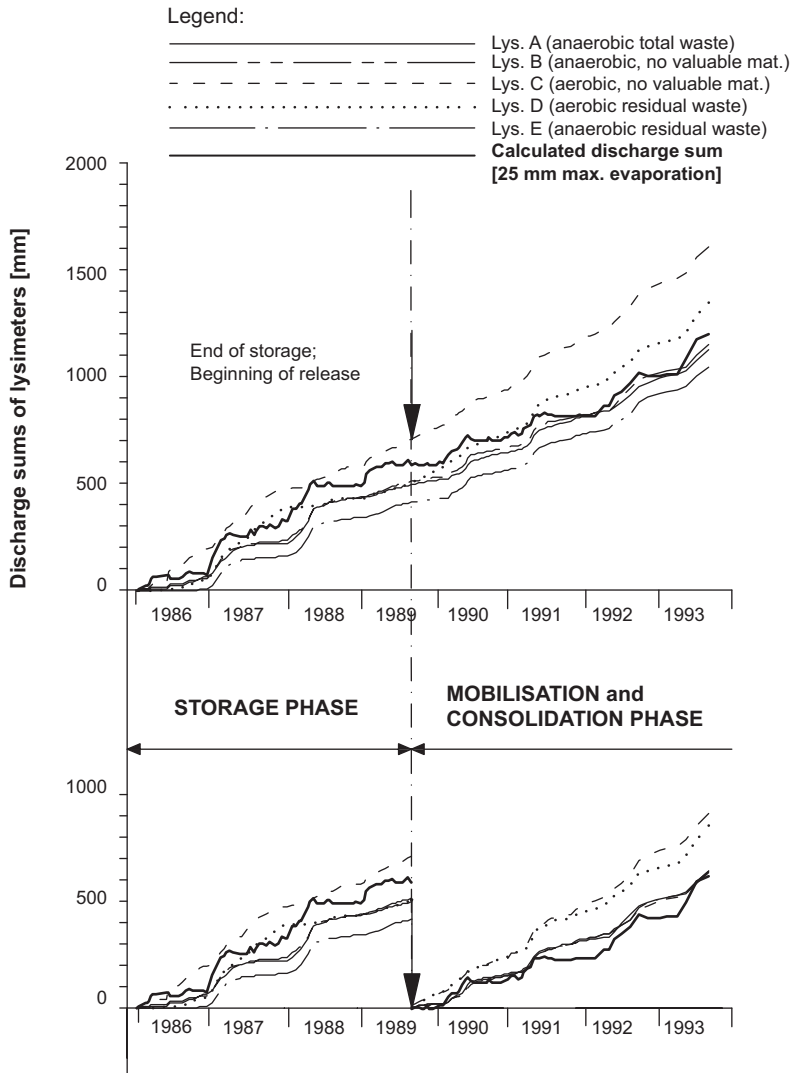 Legend:
Lys. A (anaerobic total waste)
Lys. B (anaerobic, no valuable mat.)
Lys. C (aerobic, no valuable mat.)
Lys. D (aerobic residual waste)
Lys. E (anaerobic residual waste)
Calculated discharge sum
[25 mm max. evaporation]
Discharge sums of lysimeters [mm]
2000
1500
1000
500
0
End of storage;
Beginning of release
1986 1987 1988 1989 1990 1991 1992 1993
STORAGE PHASE
MOBILISATION and
CONSOLIDATION PHASE
1000
500
0
1986 1987 1988 1989 1990 1991 1992 1993